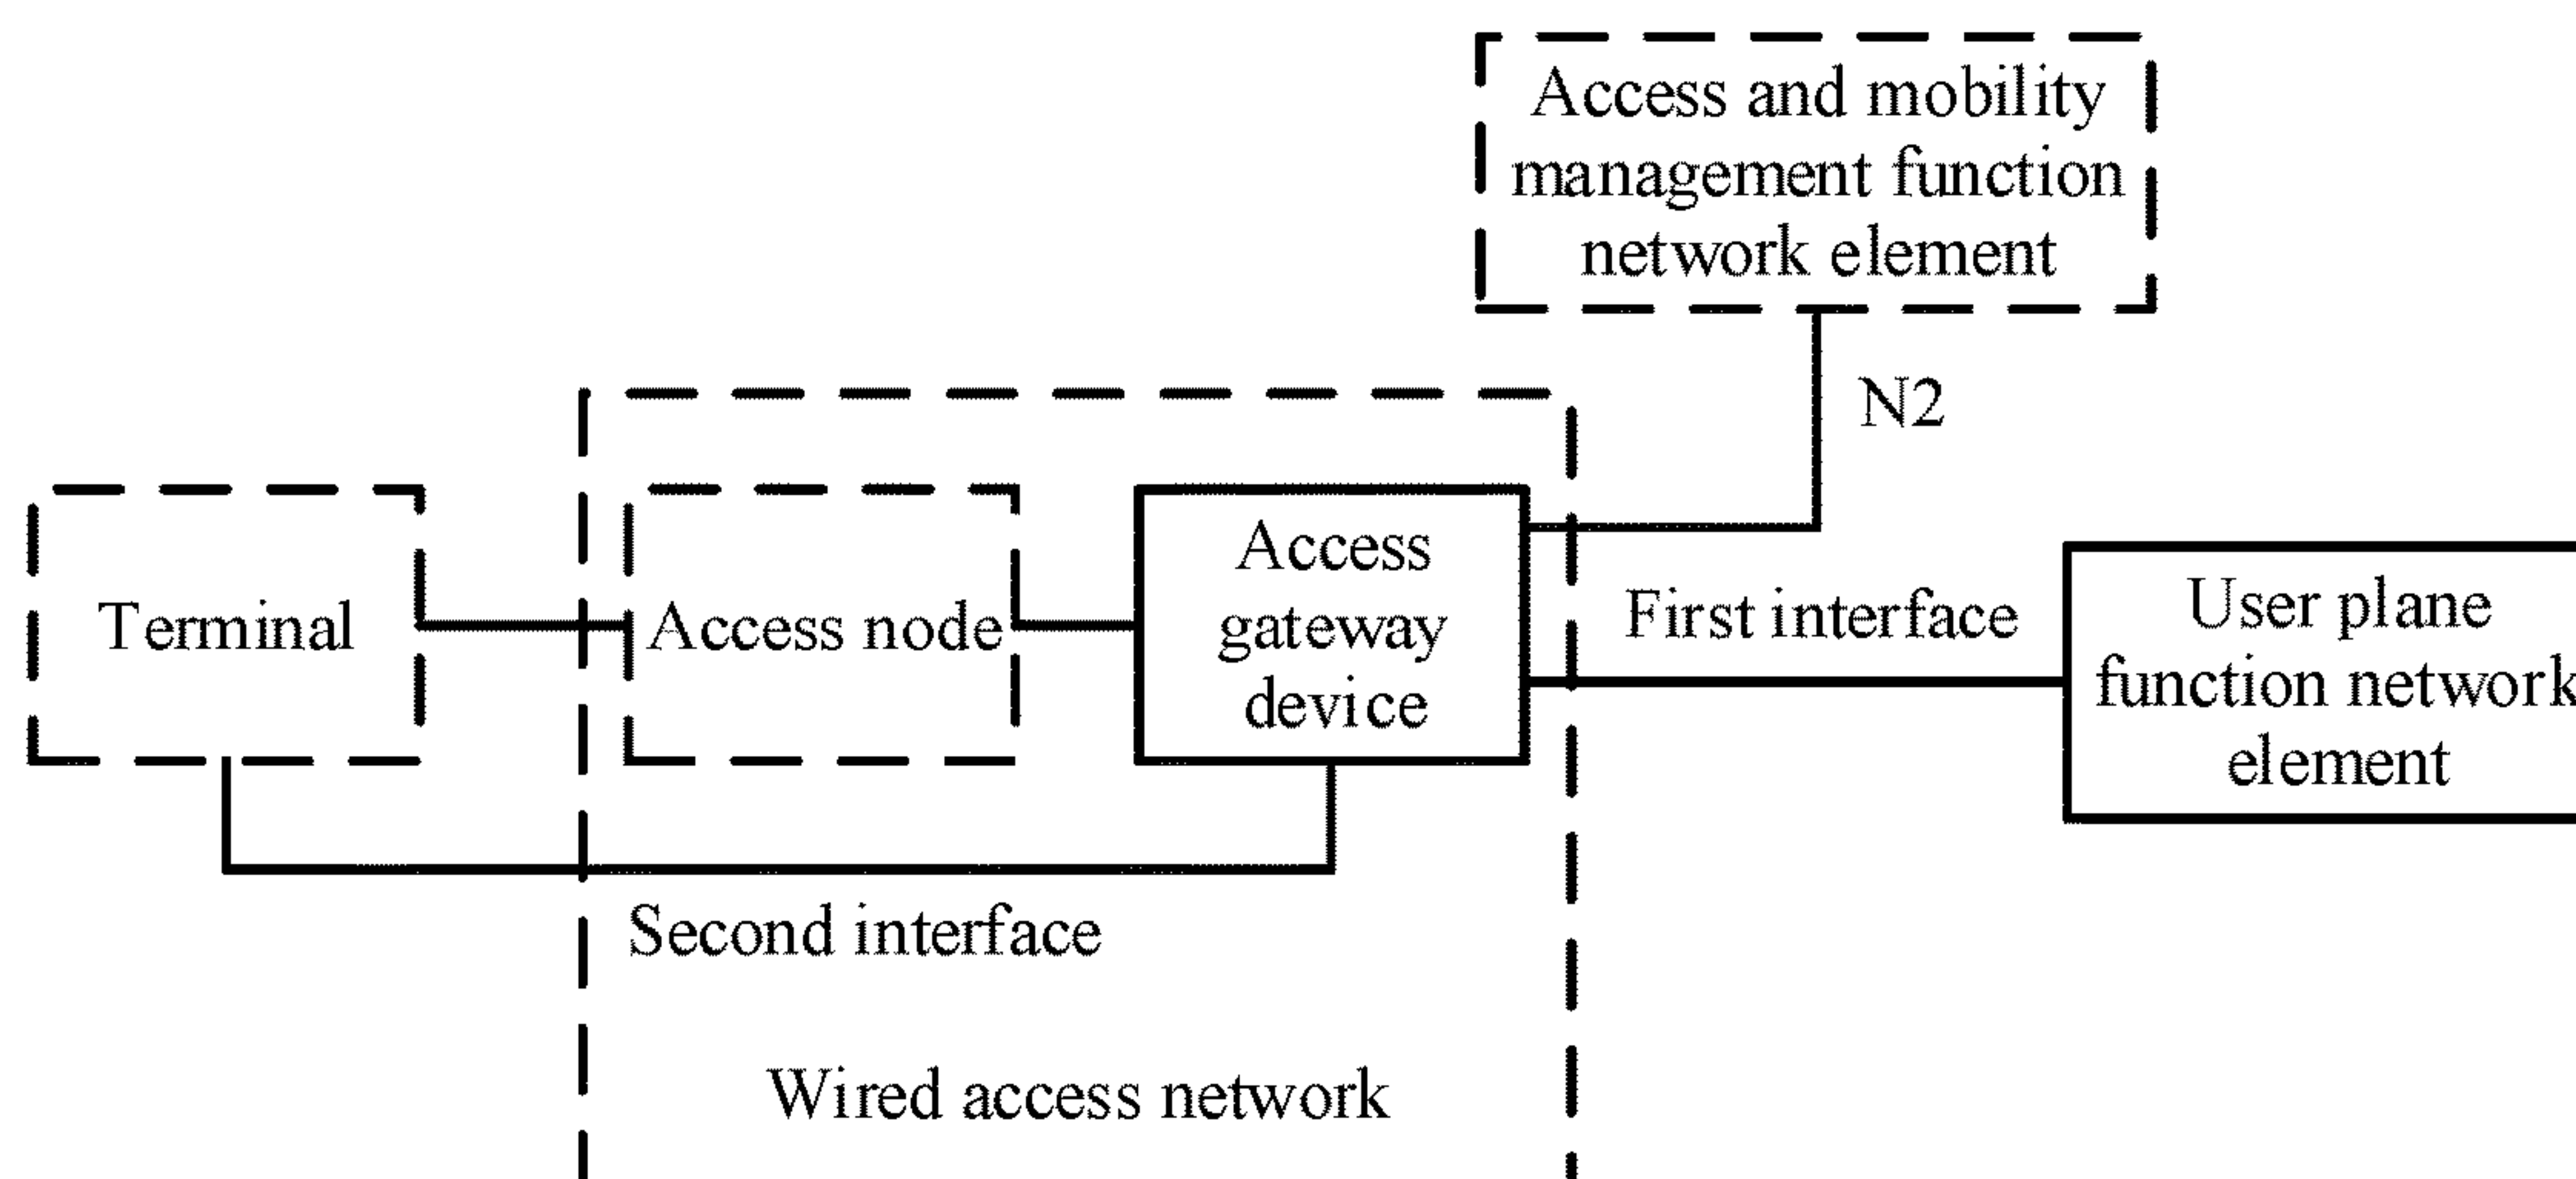 Access and mobility
management function
network element
N2
Terminal
Access node
Access
gateway
device
First interface
User plane
function network
element
Second interface
Wired access network